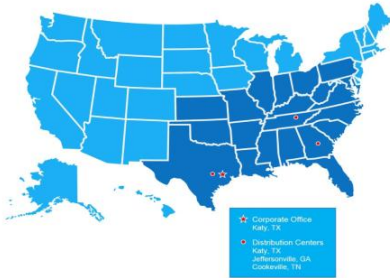 Corporate Office
Katy, TX
Distribution Centers
Katy, TX
Jeffersonville, GA
Cookeville, TN